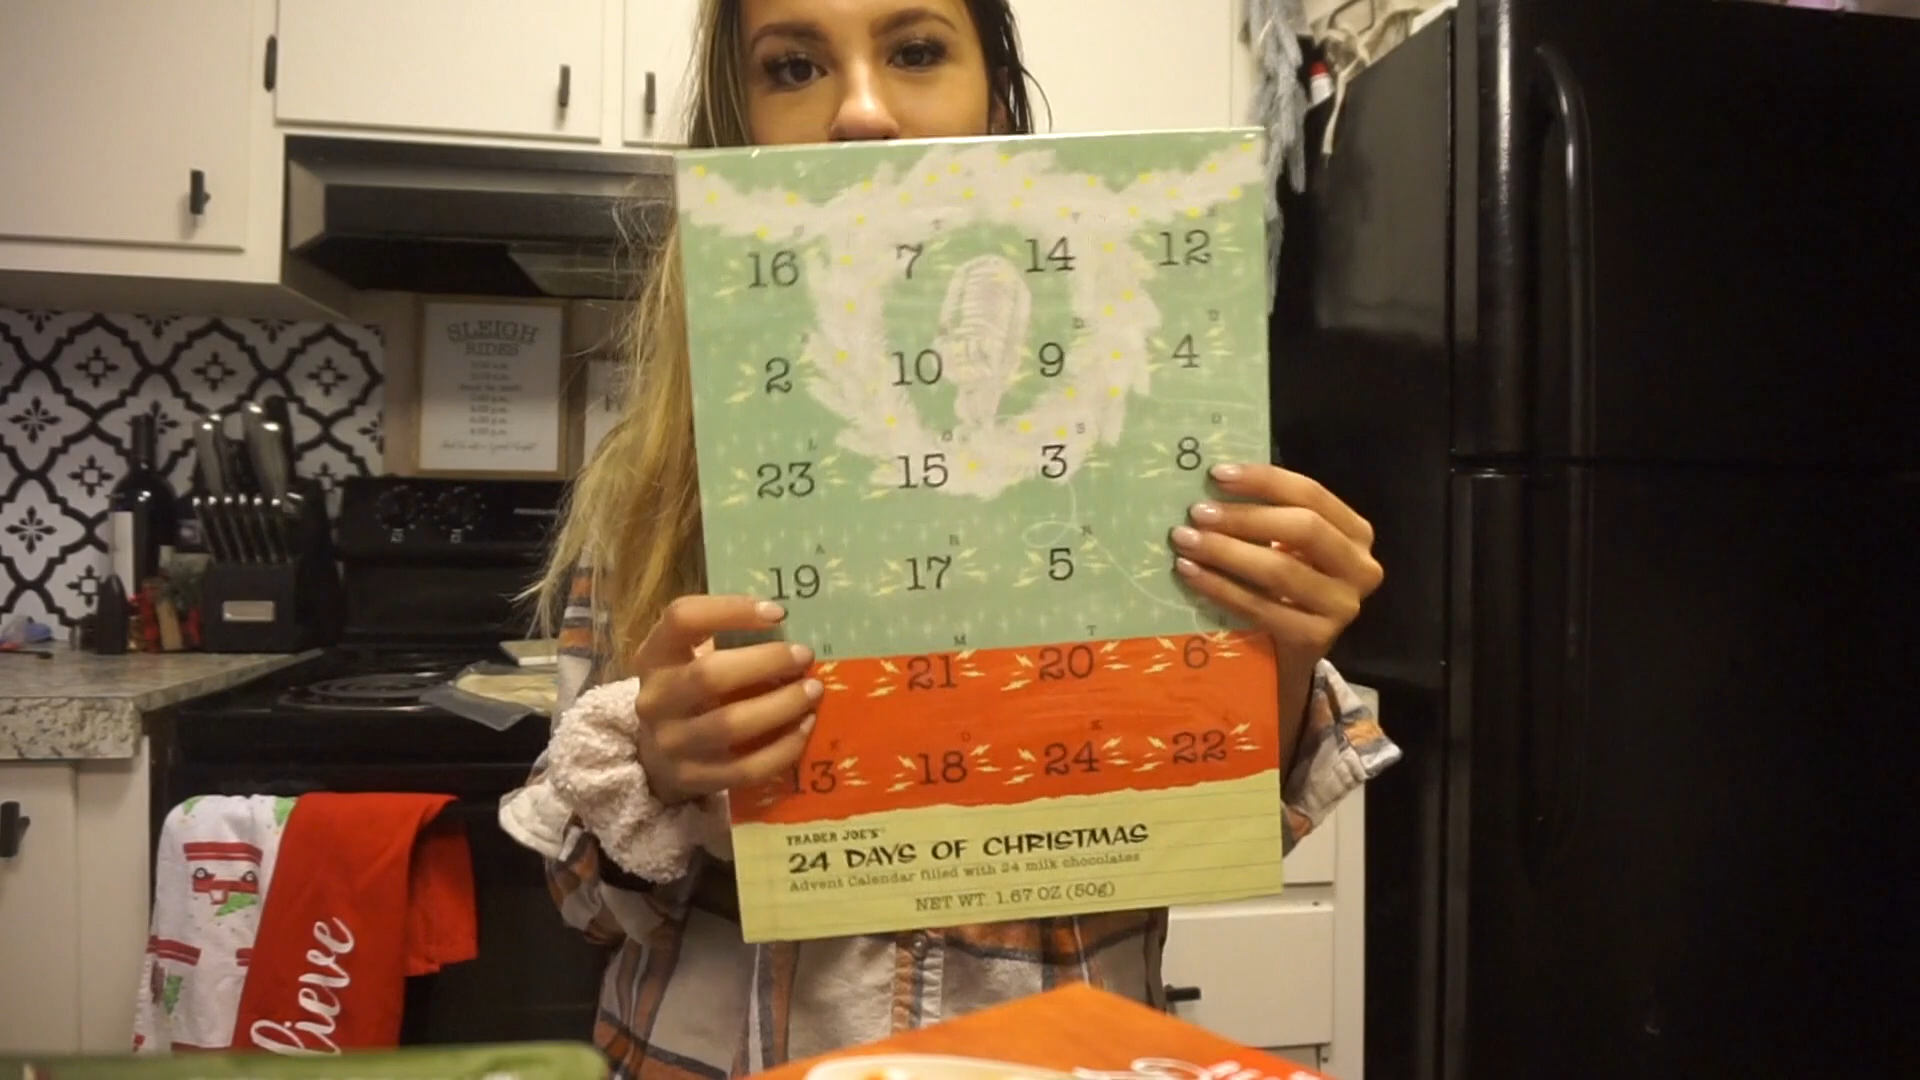 SLEIGH
RIDES
16 7 14 12
2 10 9 4
23 15 3 8
19 17 5
21 20 6
13 18 24 22
TRADER JOE'S
24 DAYS OF CHRISTMAS
Advent Calendar filled with 24 milk chocolates
NET WT. 1.67 OZ (50g)
lieve